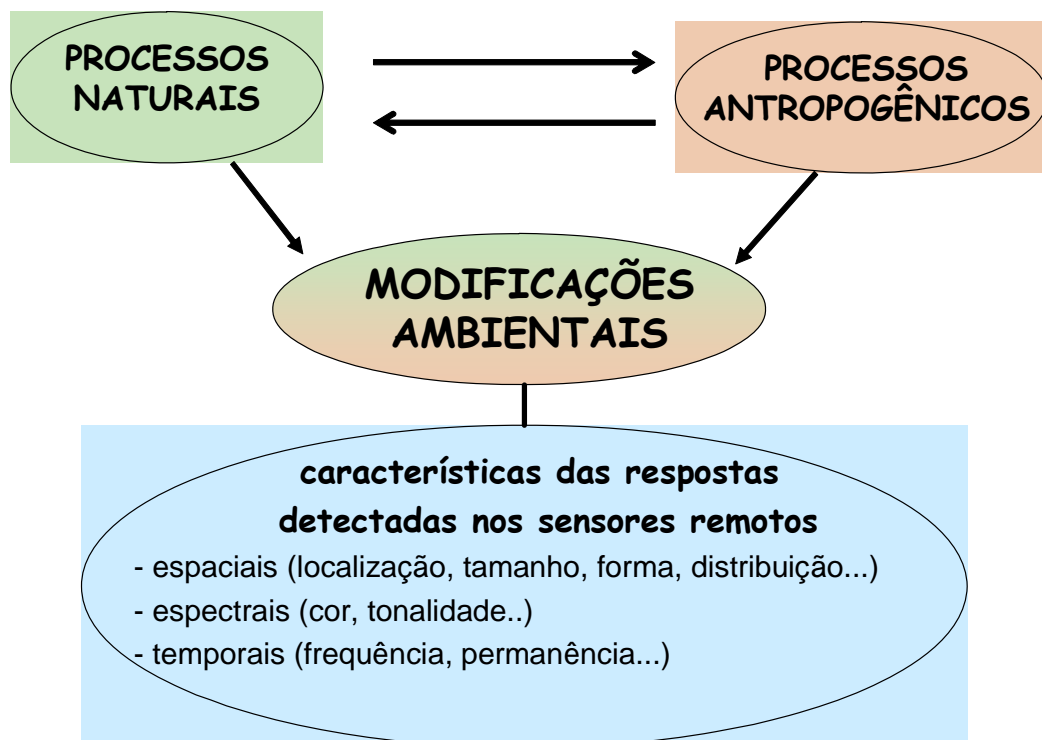 PROCESSOS
NATURAIS
PROCESSOS
ANTROPOGÊNICOS
MODIFICAÇÕES
AMBIENTAIS
características das respostas
detectadas nos sensores remotos
- espaciais (localização, tamanho, forma, distribuição...)
- espectrais (cor, tonalidade..)
- temporais (frequência, permanência...)